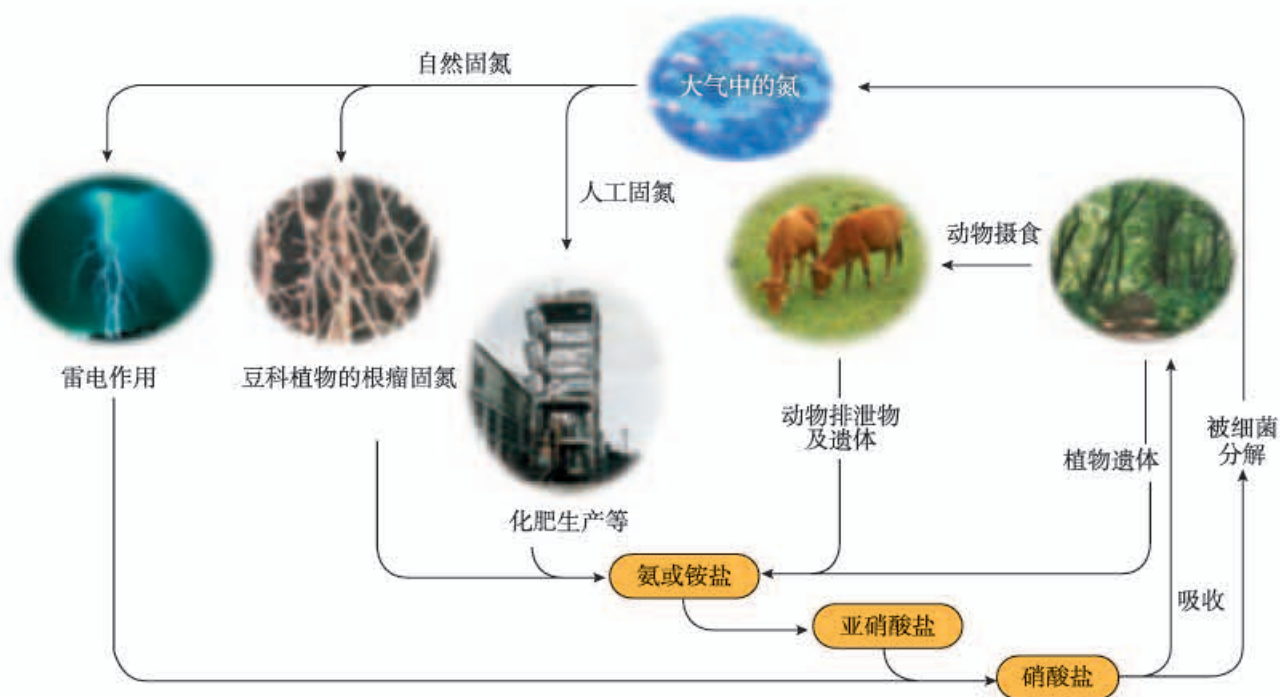 自然固氮
大气中的氮
人工固氮
动物摄食
雷电作用
豆科植物的根瘤固氮
动物排泄物
及遗体
植物遗体
被细菌
分解
化肥生产等
氨或铵盐
吸收
亚硝酸盐
硝酸盐